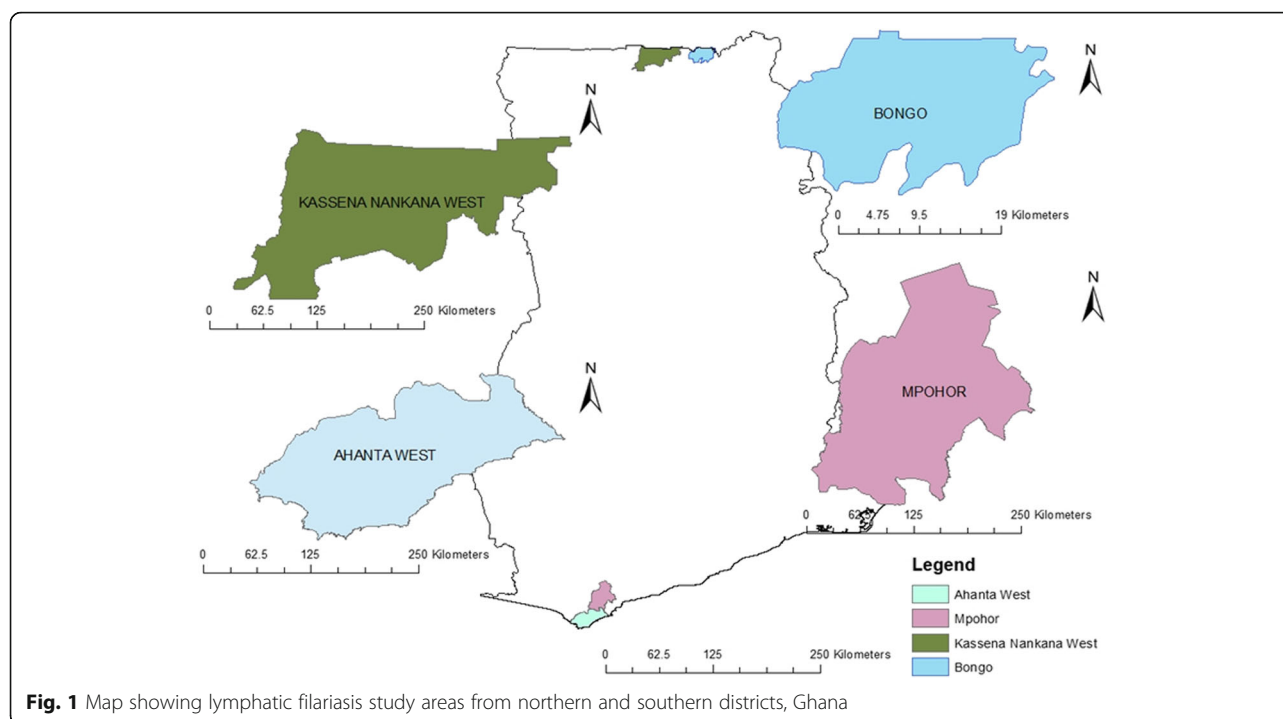 N
BONGO
0 4.75 9.5 19 Kilometers
N
KASSENA NANKANA WEST
0 62.5 125 250 Kilometers
N
MPOHOR
0 62.5 125 250 Kilometers
N
AHANTA WEST
0 62.5 125 250 Kilometers
Legend
Ahanta West
Mpohor
Kassena Nankana West
Bongo
0 62.5 125 250 Kilometers
Fig. 1 Map showing lymphatic filariasis study areas from northern and southern districts, Ghana